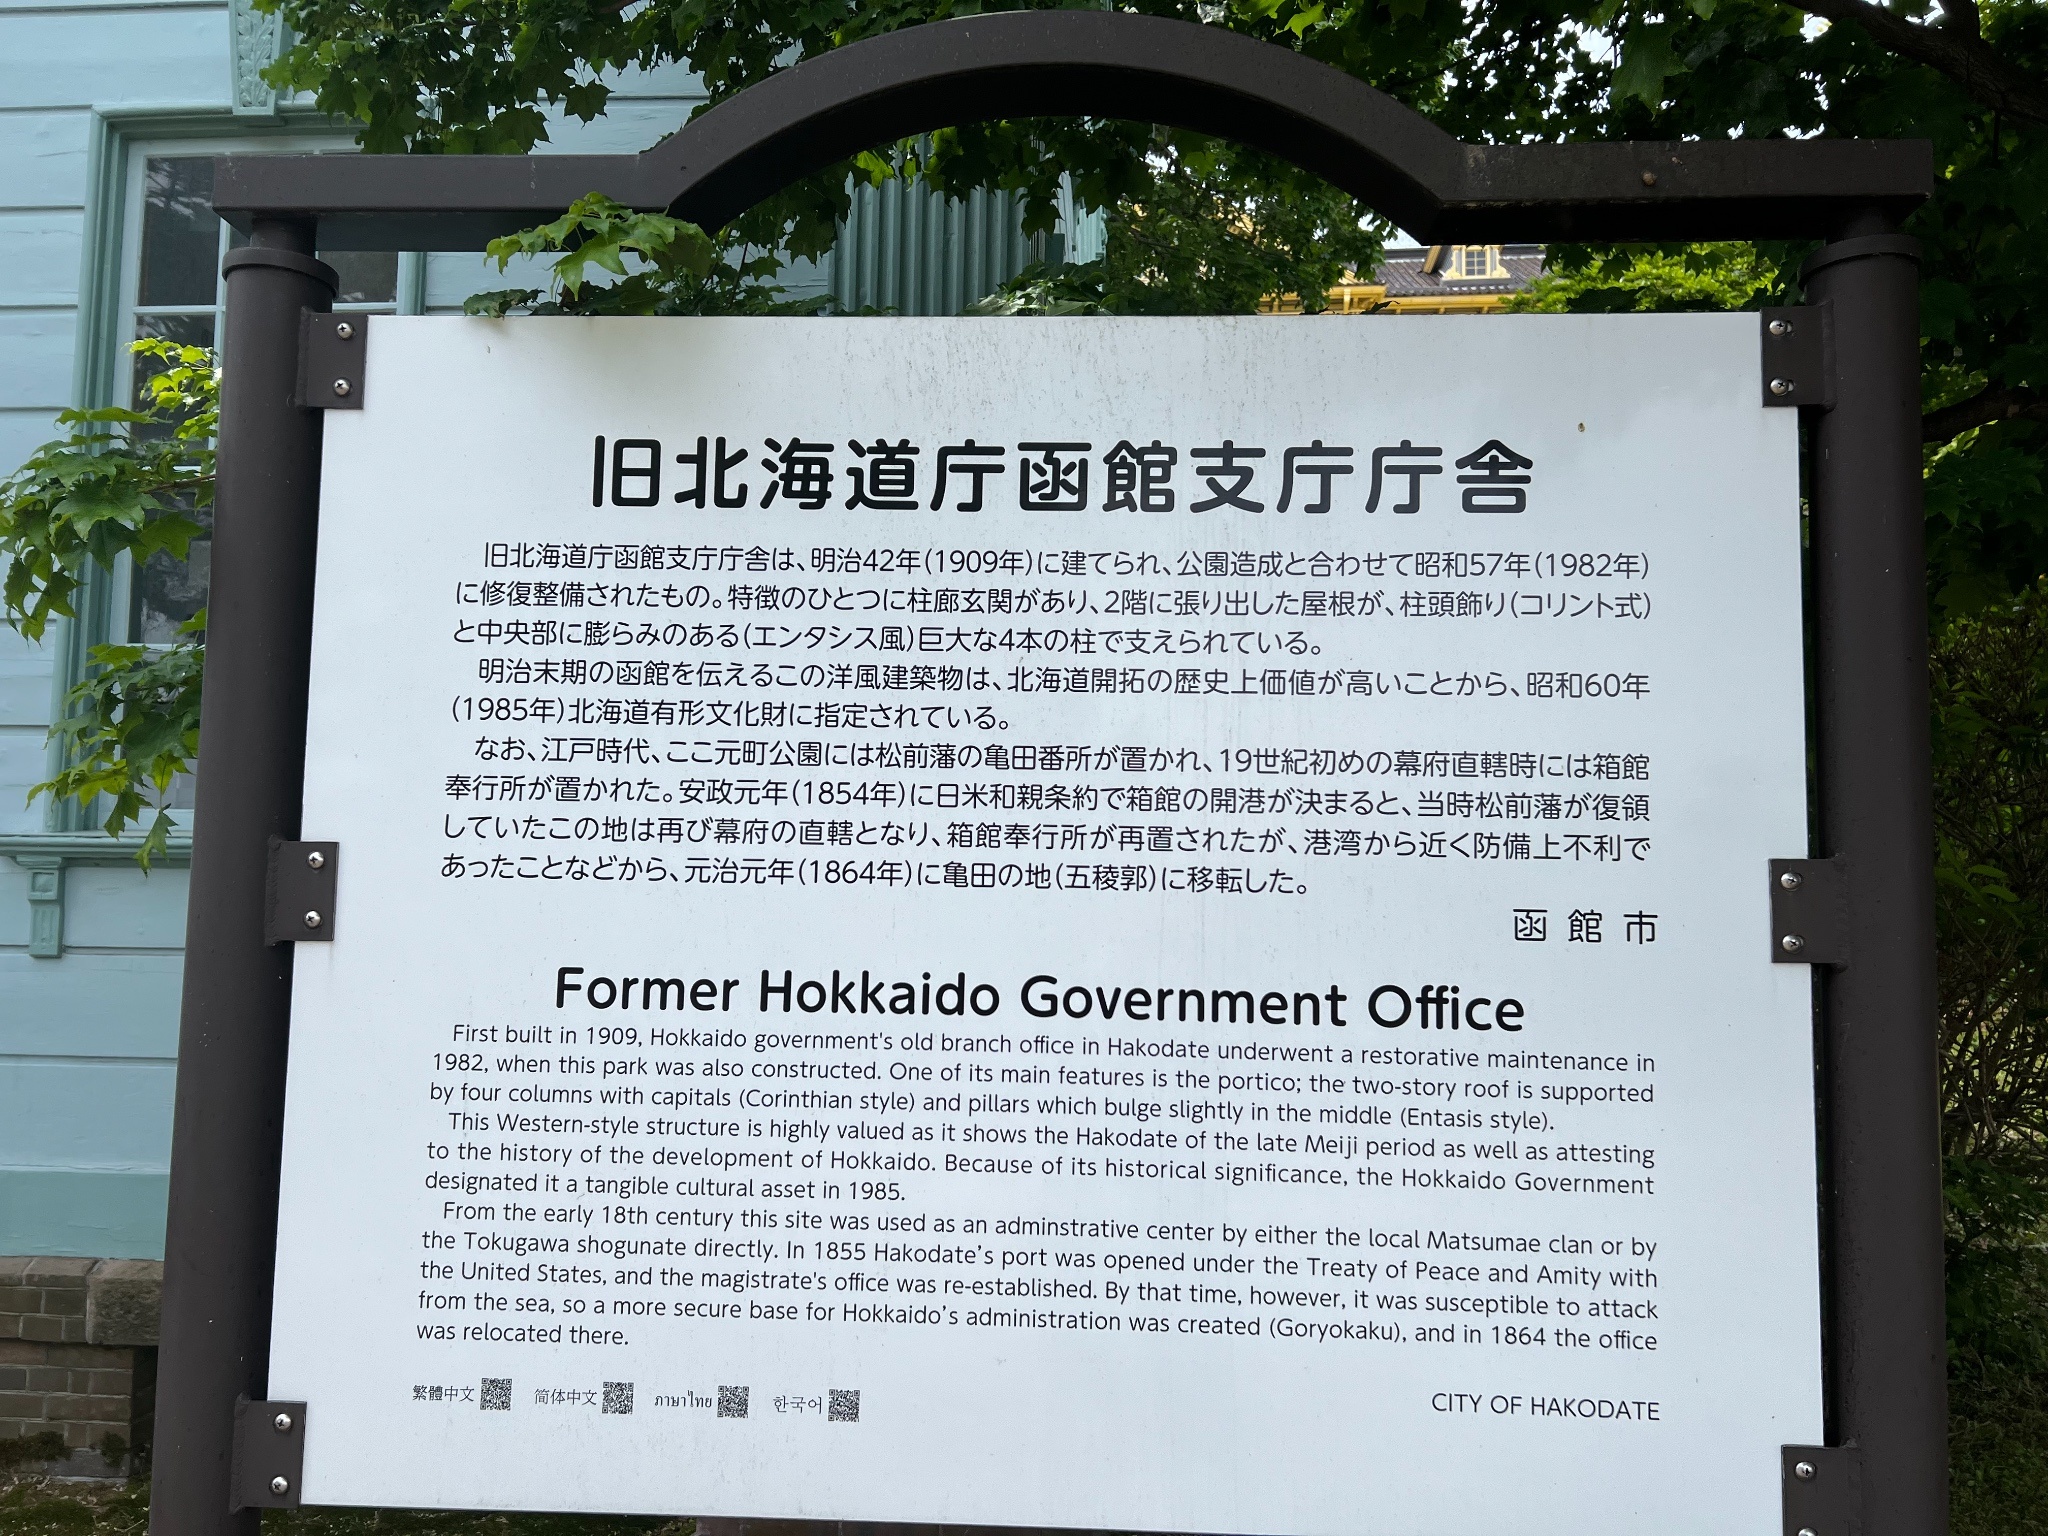 旧北海道庁函館支庁庁舎
旧北海道庁函館支庁庁舎は、明治42年(1909年)に建てられ、公園造成と合わせて昭和57年(1982年)
に修復整備されたもの。特徴のひとつに柱廊玄関があり、2階に張り出した屋根が、柱頭飾り(コリント式)
と中央部に膨らみのある(エンタシス風)巨大な4本の柱で支えられている。
明治末期の函館を伝えるこの洋風建築物は、北海道開拓の歴史上価値が高いことから、昭和60年
(1985年)北海道有形文化財に指定されている。
なお、江戸時代、ここ元町公園には松前藩の亀田番所が置かれ、19世紀初めの幕府直轄時には箱館
奉行所が置かれた。安政元年(1854年)に日米和親条約で箱館の開港が決まると、当時松前藩が復領
していたこの地は再び幕府の直轄となり、箱館奉行所が再置されたが、港湾から近く防備上不利で
あったことなどから、元治元年(1864年)に亀田の地(五稜郭)に移転した。
函館市
Former Hokkaido Government Office
First built in 1909, Hokkaido government's old branch office in Hakodate underwent a restorative maintenance in
1982, when this park was also constructed. One of its main features is the portico; the two-story roof is supported
by four columns with capitals (Corinthian style) and pillars which bulge slightly in the middle (Entasis style).
This Western-style structure is highly valued as it shows the Hakodate of the late Meiji period as well as attesting
to the history of the development of Hokkaido. Because of its historical significance, the Hokkaido Government
designated it a tangible cultural asset in 1985.
From the early 18th century this site was used as an adminstrative center by either the local Matsumae clan or by
the Tokugawa shogunate directly. In 1855 Hakodate’s port was opened under the Treaty of Peace and Amity with
the United States, and the magistrate's office was re-established. By that time, however, it was susceptible to attack
from the sea, so a more secure base for Hokkaido’s administration was created (Goryokaku), and in 1864 the office
was relocated there.
繁體中文 简体中文 ภาษาไทย 한국어
CITY OF HAKODATE